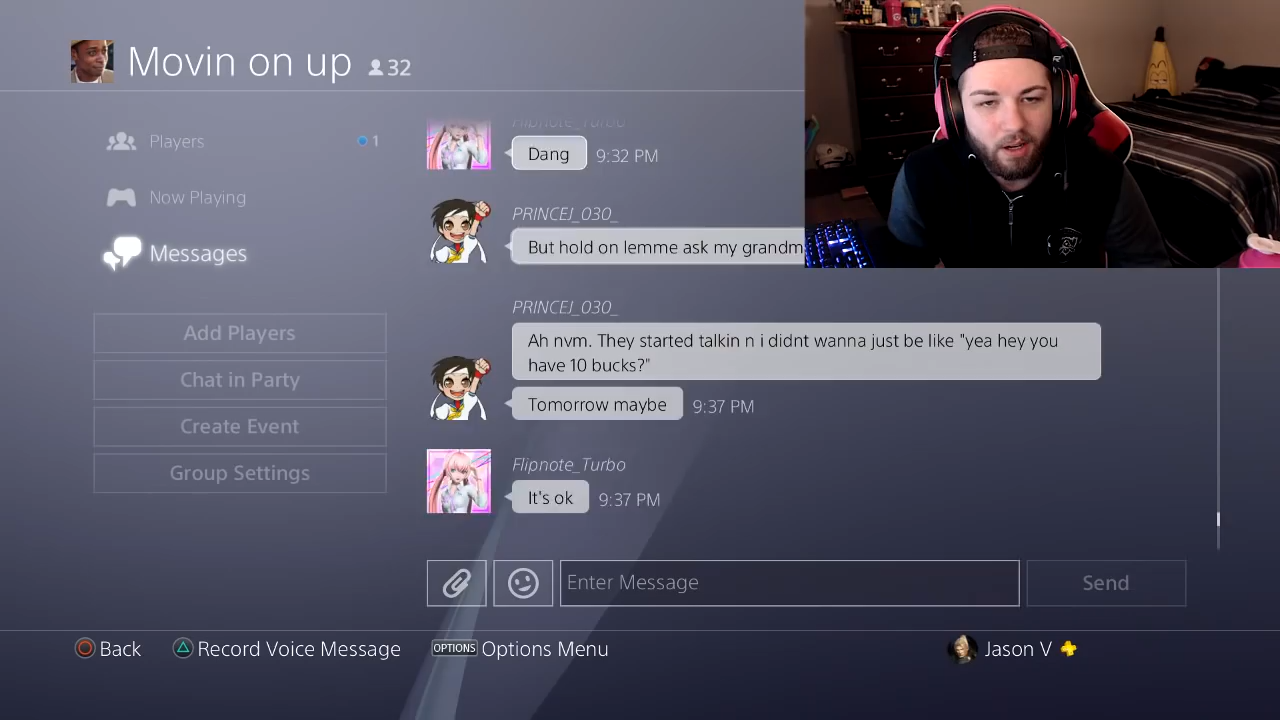 Movin on up 32
Players 1
Now Playing
Messages
Add Players
Chat in Party
Create Event
Group Settings
Flipnote_Turbo
Dang 9:32 PM
PRINCEJ_030_
But hold on lemme ask my grandm
PRINCEJ_030_
Ah nvm. They started talkin n i didnt wanna just be like "yea hey you
have 10 bucks?"
Tomorrow maybe 9:37 PM
Flipnote_Turbo
It's ok 9:37 PM
Enter Message
Send
Back
Record Voice Message
OPTIONS Options Menu
Jason V